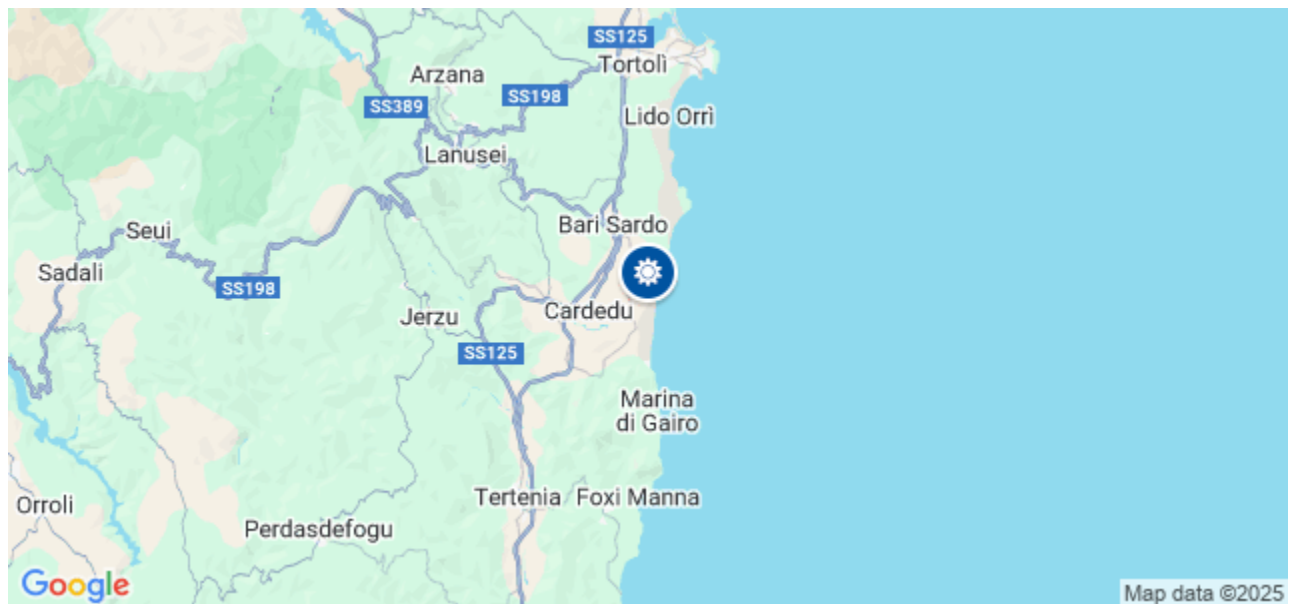 SS125
Tortolì
Arzana
SS198
SS389
Lido Orrì
Lanusei
Bari Sardo
Seui
Sadali
SS198
Cardedu
Jerzu
SS125
Marina
di Gairo
Tertenia
Foxi Manna
Orroli
Perdasdefogu
Google
Map data ©2025